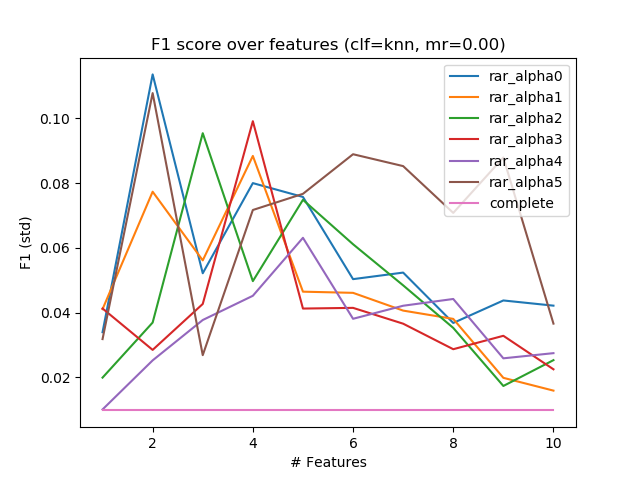 F1 score over features (clf=knn, mr=0.00)
rar_alpha0
rar_alpha1
rar_alpha2
rar_alpha3
rar_alpha4
rar_alpha5
complete
0.10
0.08
0.06
0.04
0.02
F1 (std)
2 4 6 8 10
# Features